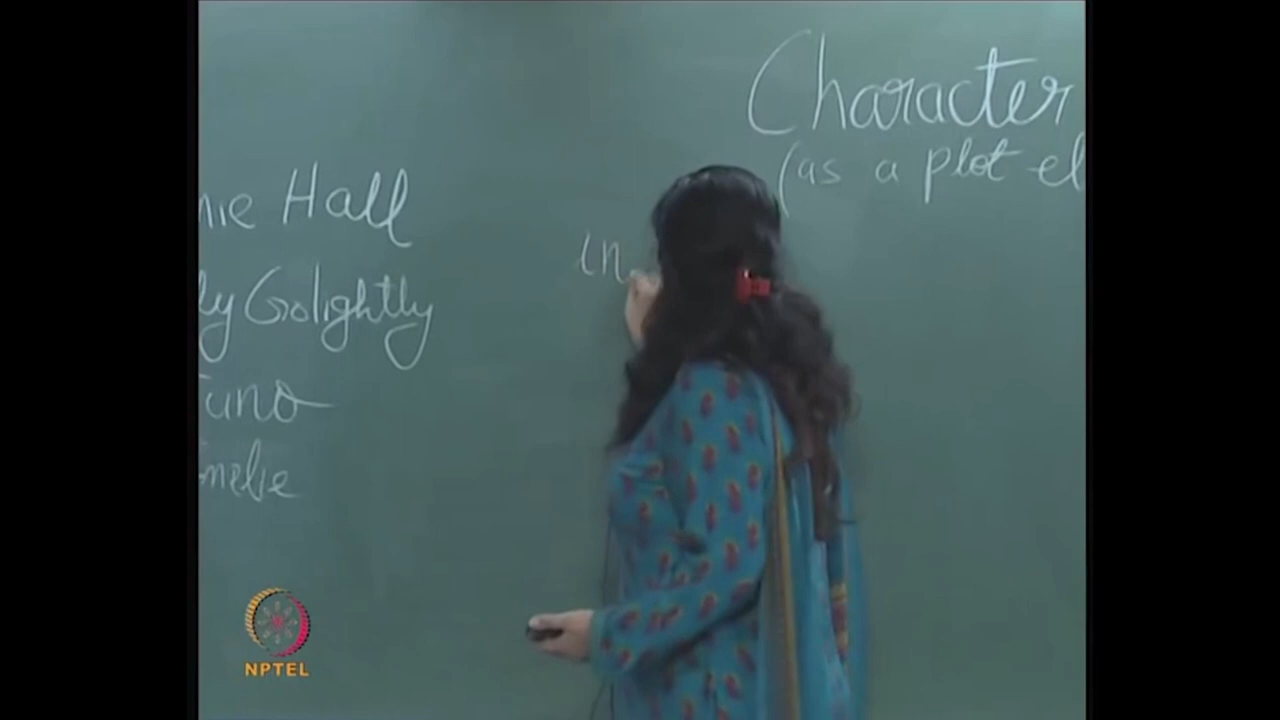 Character
(as a plot el
nie Hall
ly Golightly
Juno
melie
in
NPTEL